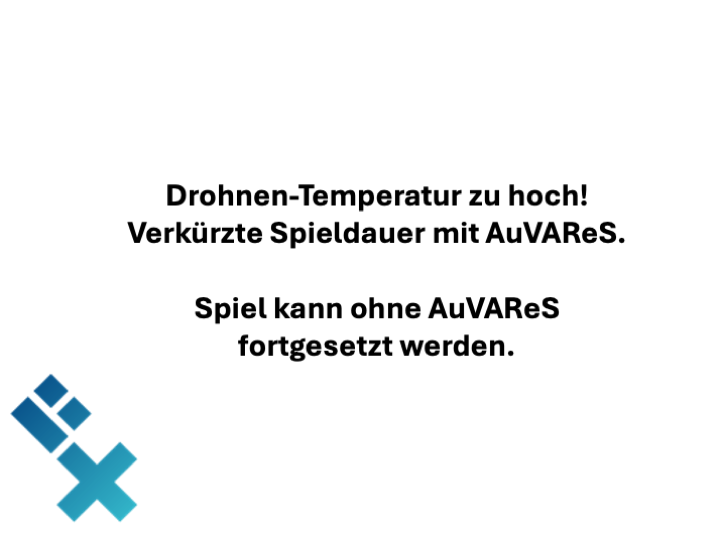 Drohnen-Temperatur zu hoch!
Verkürzte Spieldauer mit AuVAReS.
Spiel kann ohne AuVAReS
fortgesetzt werden.